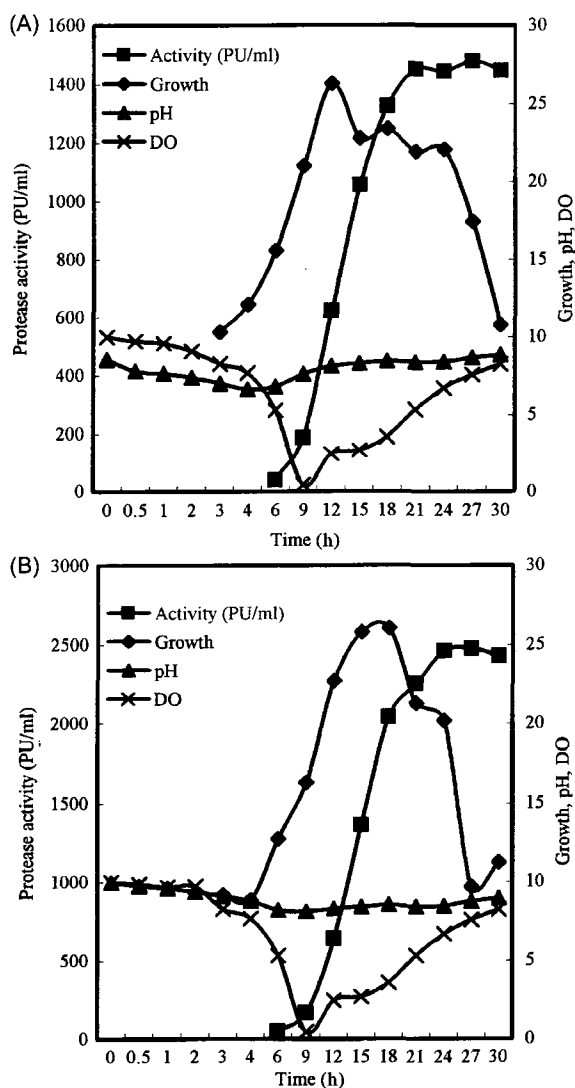 (A)
1600
1400
1200
1000
800
600
400
200
0
Protease activity (PU/ml)
Activity (PU/ml)
Growth
pH
DO
30
25
20
15
10
5
0
Growth, pH, DO
0 0.5 1 2 3 4 6 9 12 15 18 21 24 27 30
Time (h)
(B)
3000
2500
2000
1500
1000
500
0
Protease activity (PU/ml)
Activity (PU/ml)
Growth
pH
DO
30
25
20
15
10
5
0
Growth, pH, DO
0 0.5 1 2 3 4 6 9 12 15 18 21 24 27 30
Time (h)